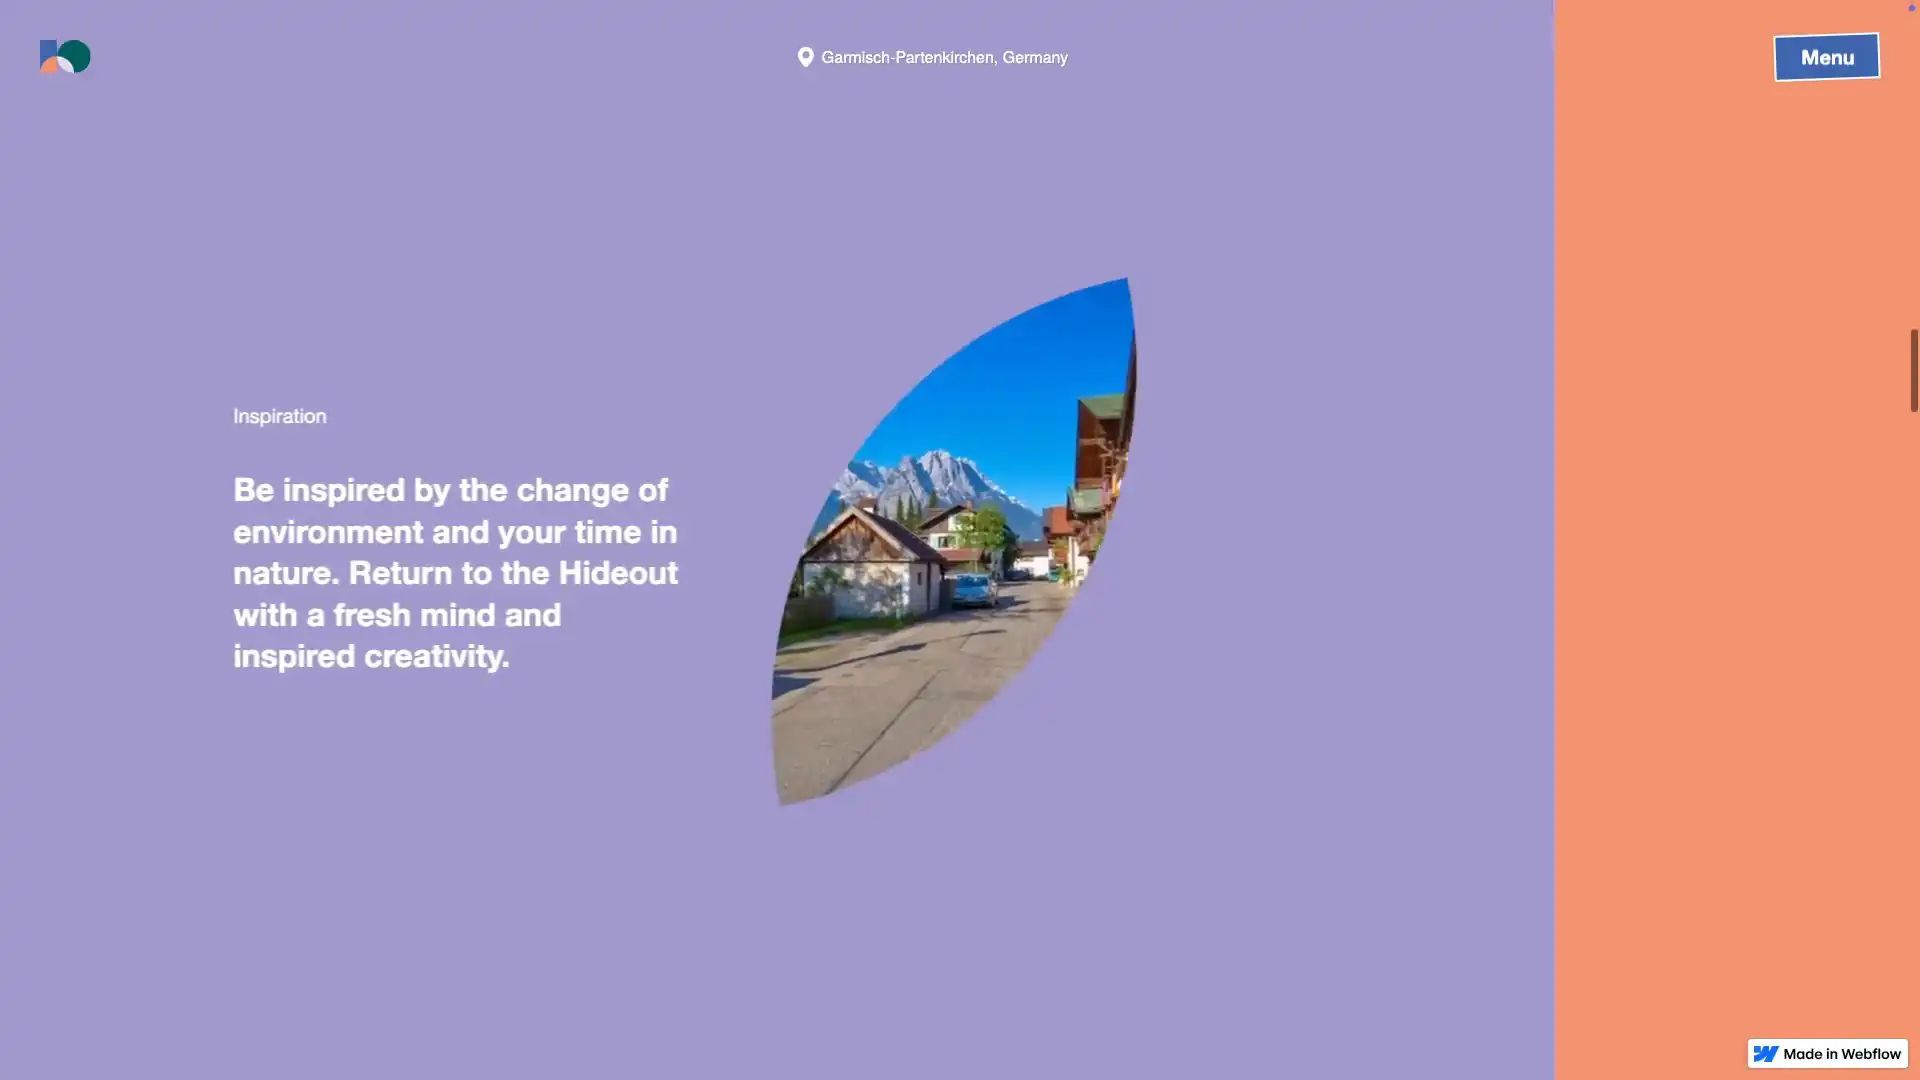 Garmisch-Partenkirchen, Germany
Menu
Inspiration
Be inspired by the change of
environment and your time in
nature. Return to the Hideout
with a fresh mind and
inspired creativity.
Made in Webflow